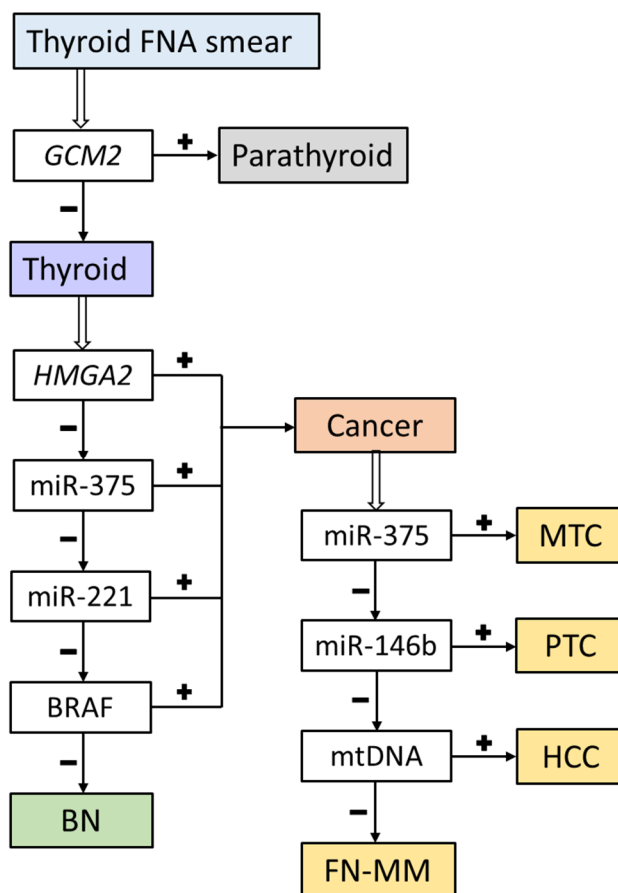 Thyroid FNA smear
GCM2
+
Parathyroid
–
Thyroid
HMGA2
+
Cancer
–
miR-375
+
–
miR-221
+
–
BRAF
+
–
BN
miR-375
+
MTC
–
miR-146b
+
PTC
–
mtDNA
+
HCC
–
FN-MM